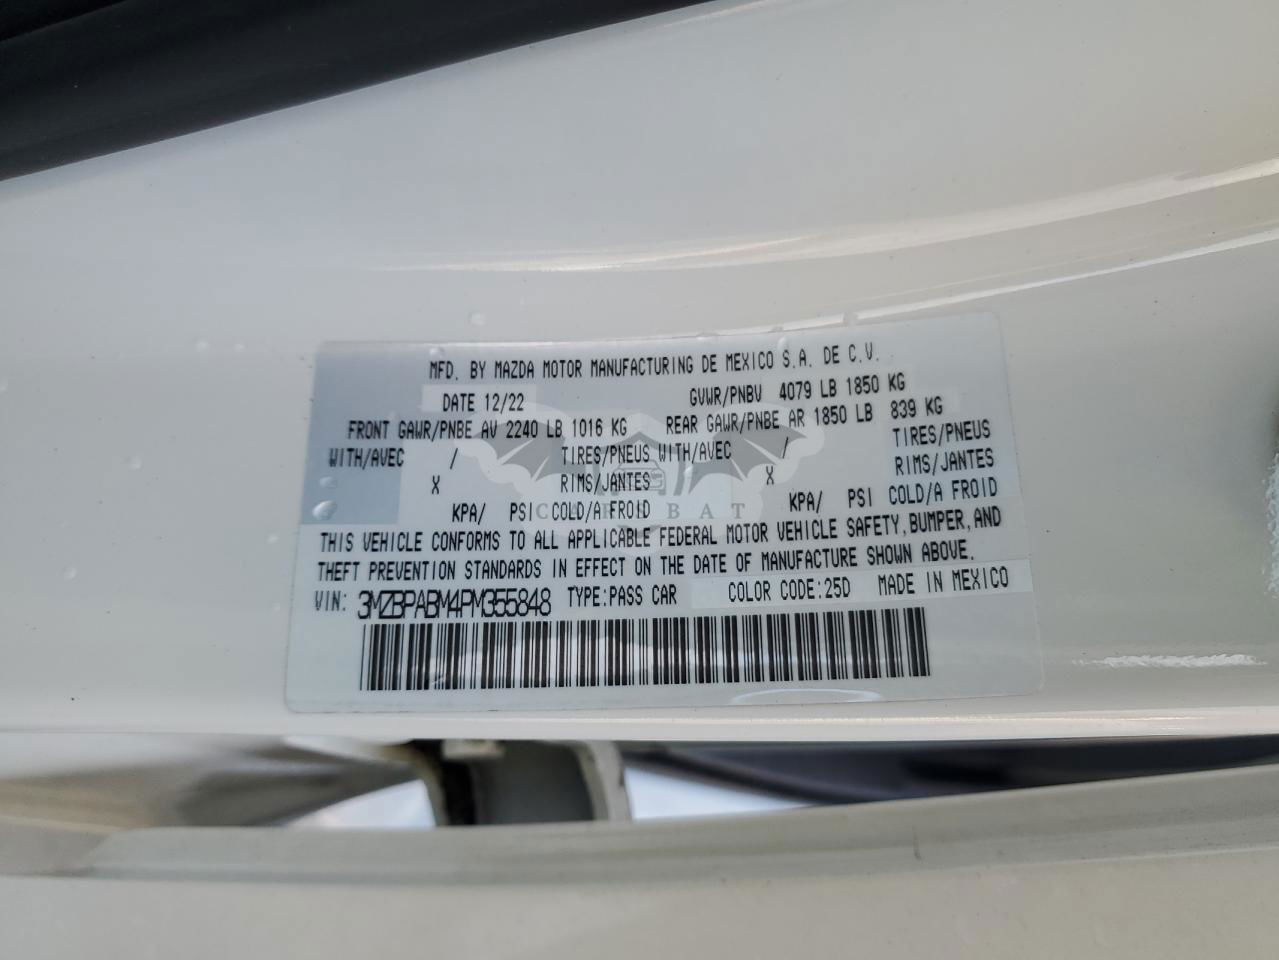 MFD. BY MAZDA MOTOR MANUFACTURING DE MEXICO S.A. DE C.V.
DATE 12/22 GVWR/PNBV 4079 LB 1850 KG
FRONT GAWR/PNBE AV 2240 LB 1016 KG REAR GAWR/PNBE AR 1850 LB 839 KG
WITH/AVEC / TIRES/PNEUS WITH/AVEC / TIRES/PNEUS
X RIMS/JANTES X RIMS/JANTES
KPA/ PSI COLD/A FROID KPA/ PSI COLD/A FROID
CAR BAT
THIS VEHICLE CONFORMS TO ALL APPLICABLE FEDERAL MOTOR VEHICLE SAFETY, BUMPER, AND
THEFT PREVENTION STANDARDS IN EFFECT ON THE DATE OF MANUFACTURE SHOWN ABOVE.
VIN: 3MZBPABM4PM355848 TYPE:PASS CAR COLOR CODE:25D MADE IN MEXICO